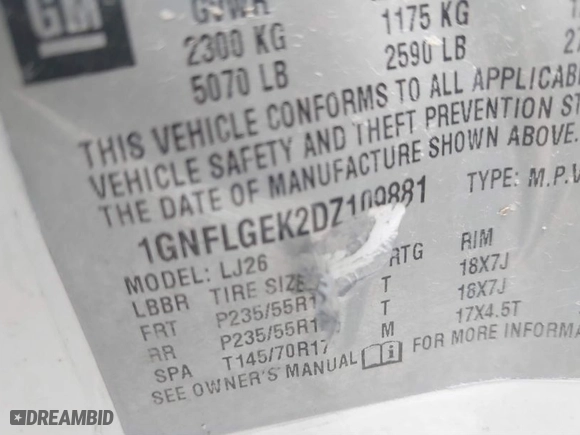 GM GVWR
2300 KG 1175 KG
5070 LB 2590 LB
THIS VEHICLE CONFORMS TO ALL APPLICAB
VEHICLE SAFETY AND THEFT PREVENTION ST
THE DATE OF MANUFACTURE SHOWN ABOVE.
1GNFLGEK2DZ109881 TYPE: M.P.V
MODEL: LJ26
LBBR TIRE SIZE RTG RIM
FRT P235/55R1 T 18X7J
RR P235/55R1 T 18X7J
SPA T145/70R17 M 17X4.5T
SEE OWNER'S MANUAL FOR MORE INFORMA
DREAMBID